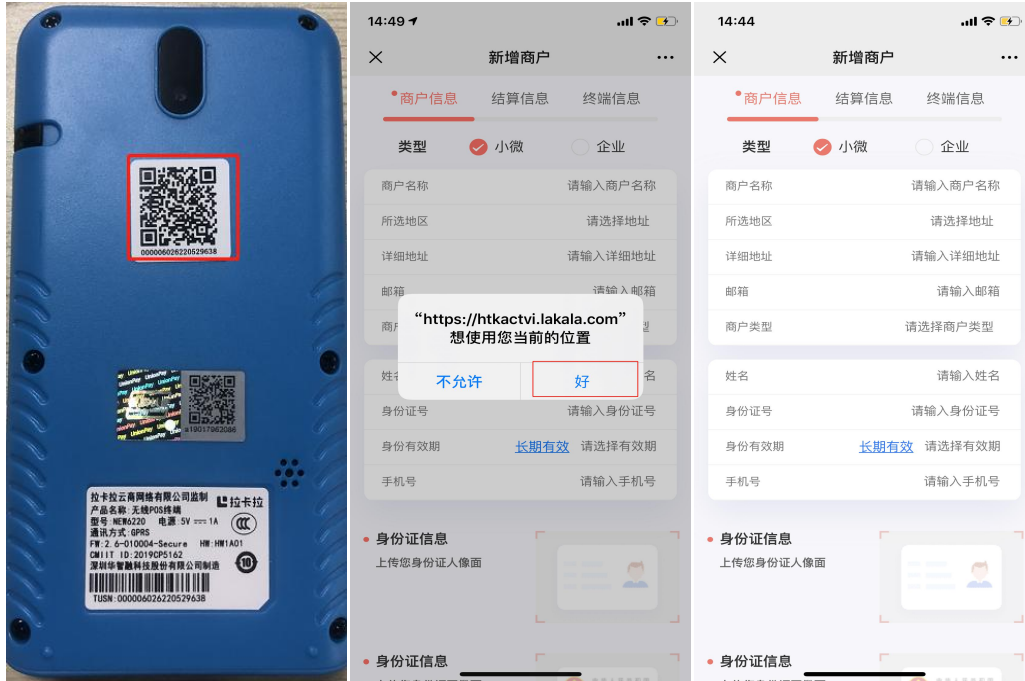 000006026220529638
a19017962086
拉卡拉云商网络有限公司监制
拉卡拉
产品名称:无线POS终端
型号:NEW6220 电源:5V 1A
通讯方式:GPRS
FW:2.6-010004-Secure HW:HW1A01
CMIIT ID:2019CP5162
深圳华智融科技股份有限公司制造
10
TUSN:000006026220529638
14:49
新增商户
商户信息 结算信息 终端信息
类型 小微 企业
商户名称 请输入商户名称
所选地区 请选择地址
详细地址 请输入详细地址
邮箱 请输入邮箱
“https://htkactvi.lakala.com”
想使用您当前的位置
不允许 好
身份证号 请输入身份证号
身份有效期 长期有效 请选择有效期
手机号 请输入手机号
身份证信息
上传您身份证人像面
身份证信息
14:44
新增商户
商户信息 结算信息 终端信息
类型 小微 企业
商户名称 请输入商户名称
所选地区 请选择地址
详细地址 请输入详细地址
邮箱 请输入邮箱
商户类型 请选择商户类型
姓名 请输入姓名
身份证号 请输入身份证号
身份有效期 长期有效 请选择有效期
手机号 请输入手机号
身份证信息
上传您身份证人像面
身份证信息